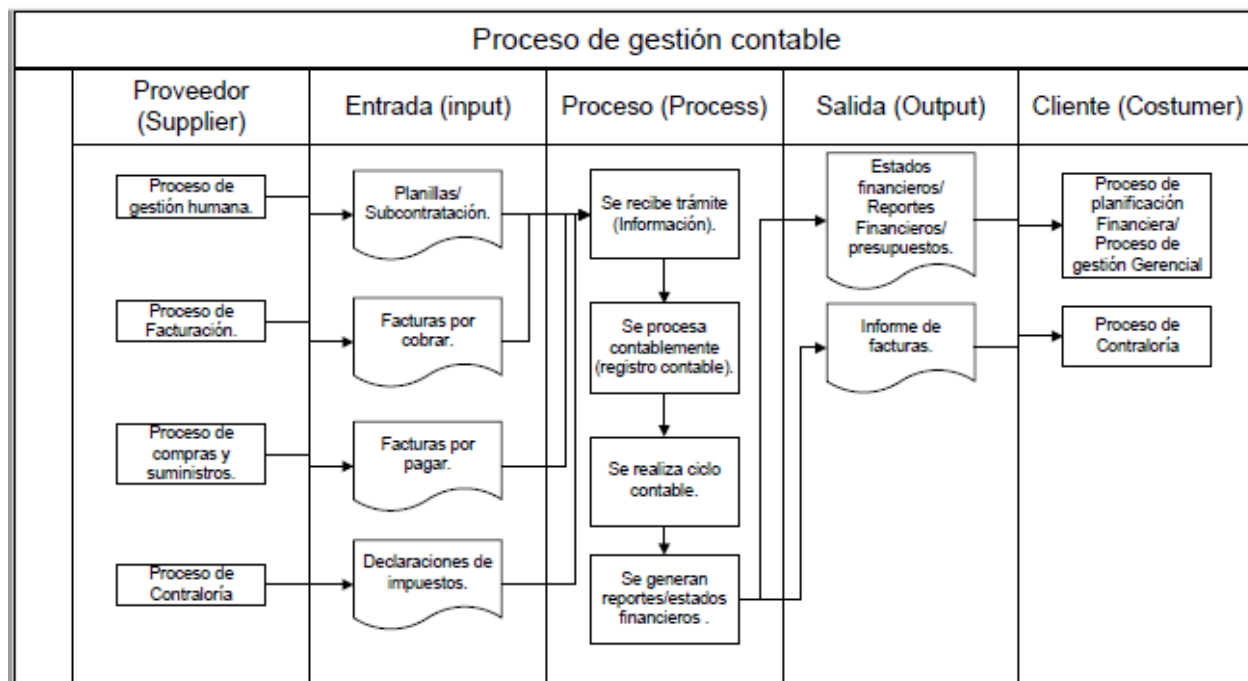 Proceso de gestión contable
Proveedor
(Supplier)
Entrada (input)
Proceso (Process)
Salida (Output)
Cliente (Costumer)
Proceso de
gestión humana.
Planillas/
Subcontratación.
Se recibe trámite
(Información).
Estados
financieros/
Reportes
Financieros/
presupuestos.
Proceso de
planificación
Financiera/
Proceso de
gestión Gerencial
Proceso de
Facturación.
Facturas por
cobrar.
Se procesa
contablemente
(registro contable).
Informe de
facturas.
Proceso de
Contraloría
Proceso de
compras y
suministros.
Facturas por
pagar.
Se realiza ciclo
contable.
Proceso de
Contraloría
Declaraciones de
impuestos.
Se generan
reportes/estados
financieros .